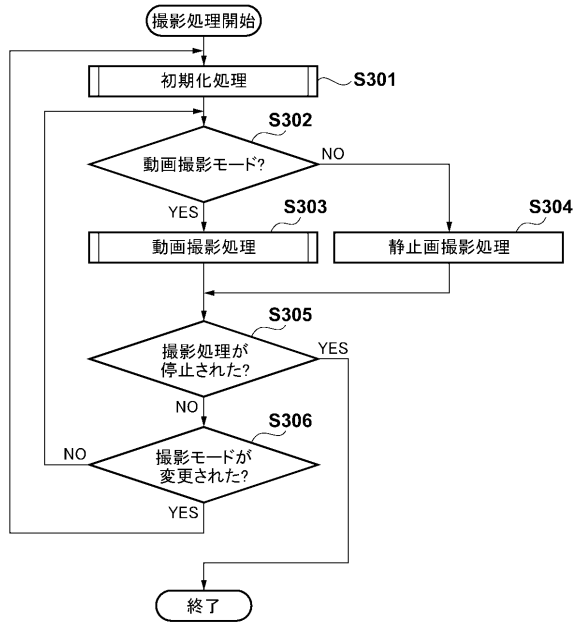 撮影処理開始
初期化処理
S301
S302
動画撮影モード?
NO
YES
S303
動画撮影処理
S304
静止画撮影処理
S305
撮影処理が
停止された?
YES
NO
S306
撮影モードが
変更された?
NO
YES
終了